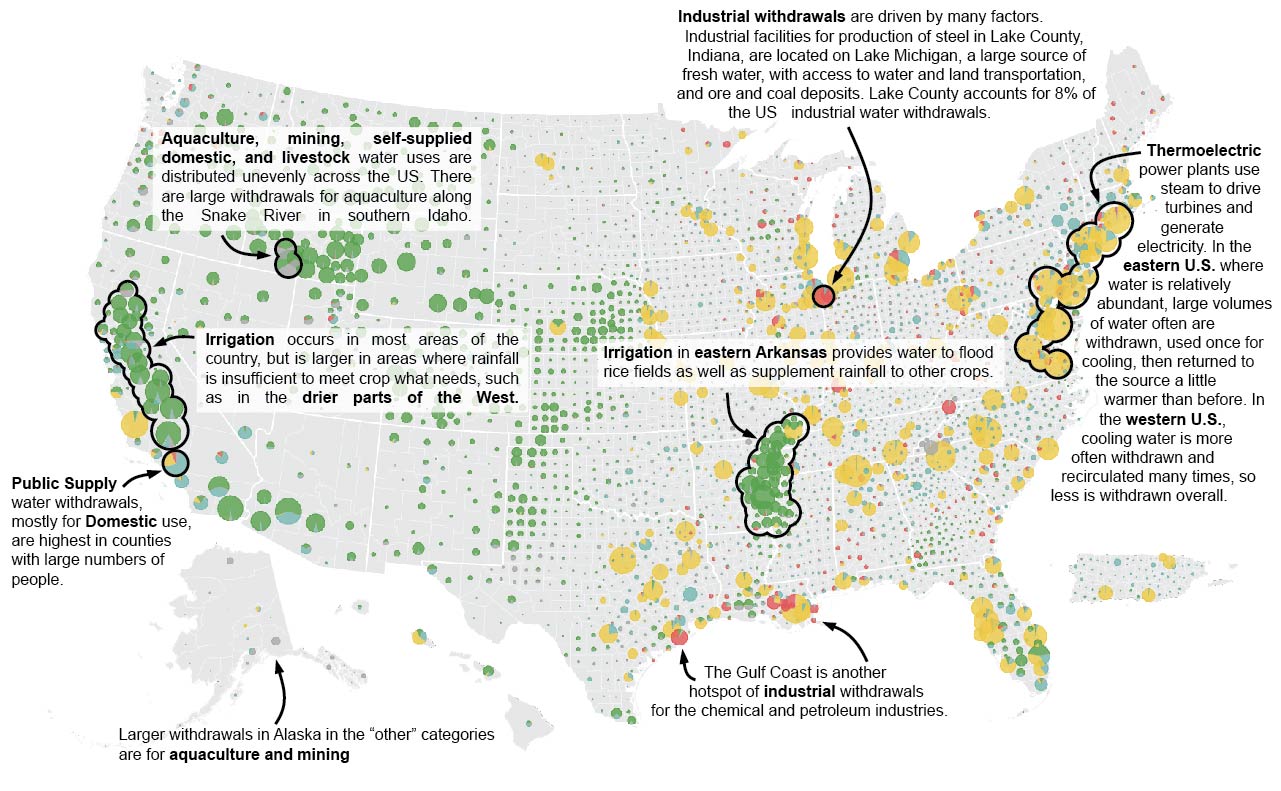 Industrial withdrawals are driven by many factors.
Industrial facilities for production of steel in Lake County,
Indiana, are located on Lake Michigan, a large source of
fresh water, with access to water and land transportation,
and ore and coal deposits. Lake County accounts for 8% of
the US industrial water withdrawals.
Aquaculture, mining, self-supplied
domestic, and livestock water uses are
distributed unevenly across the US. There
are large withdrawals for aquaculture along
the Snake River in southern Idaho.
Thermoelectric
power plants use
steam to drive
turbines and
generate
electricity. In the
eastern U.S. where
water is relatively
abundant, large volumes
of water often are
withdrawn, used once for
cooling, then returned to
the source a little
warmer than before. In
the western U.S.,
cooling water is more
often withdrawn and
recirculated many times, so
less is withdrawn overall.
Irrigation occurs in most areas of the
country, but is larger in areas where rainfall
is insufficient to meet crop what needs, such
as in the drier parts of the West.
Irrigation in eastern Arkansas provides water to flood
rice fields as well as supplement rainfall to other crops.
Public Supply
water withdrawals,
mostly for Domestic use,
are highest in counties
with large numbers of
people.
The Gulf Coast is another
hotspot of industrial withdrawals
for the chemical and petroleum industries.
Larger withdrawals in Alaska in the “other” categories
are for aquaculture and mining